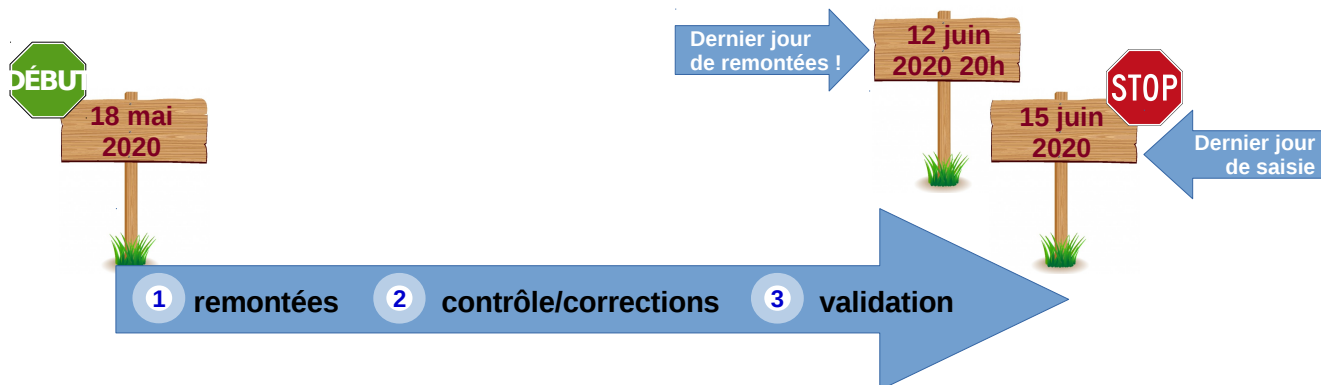 DÉBUT
18 mai
2020
Dernier jour
de remontées !
12 juin
2020 20h
STOP
15 juin
2020
Dernier jour
de saisie
1 remontées 2 contrôle/corrections 3 validation